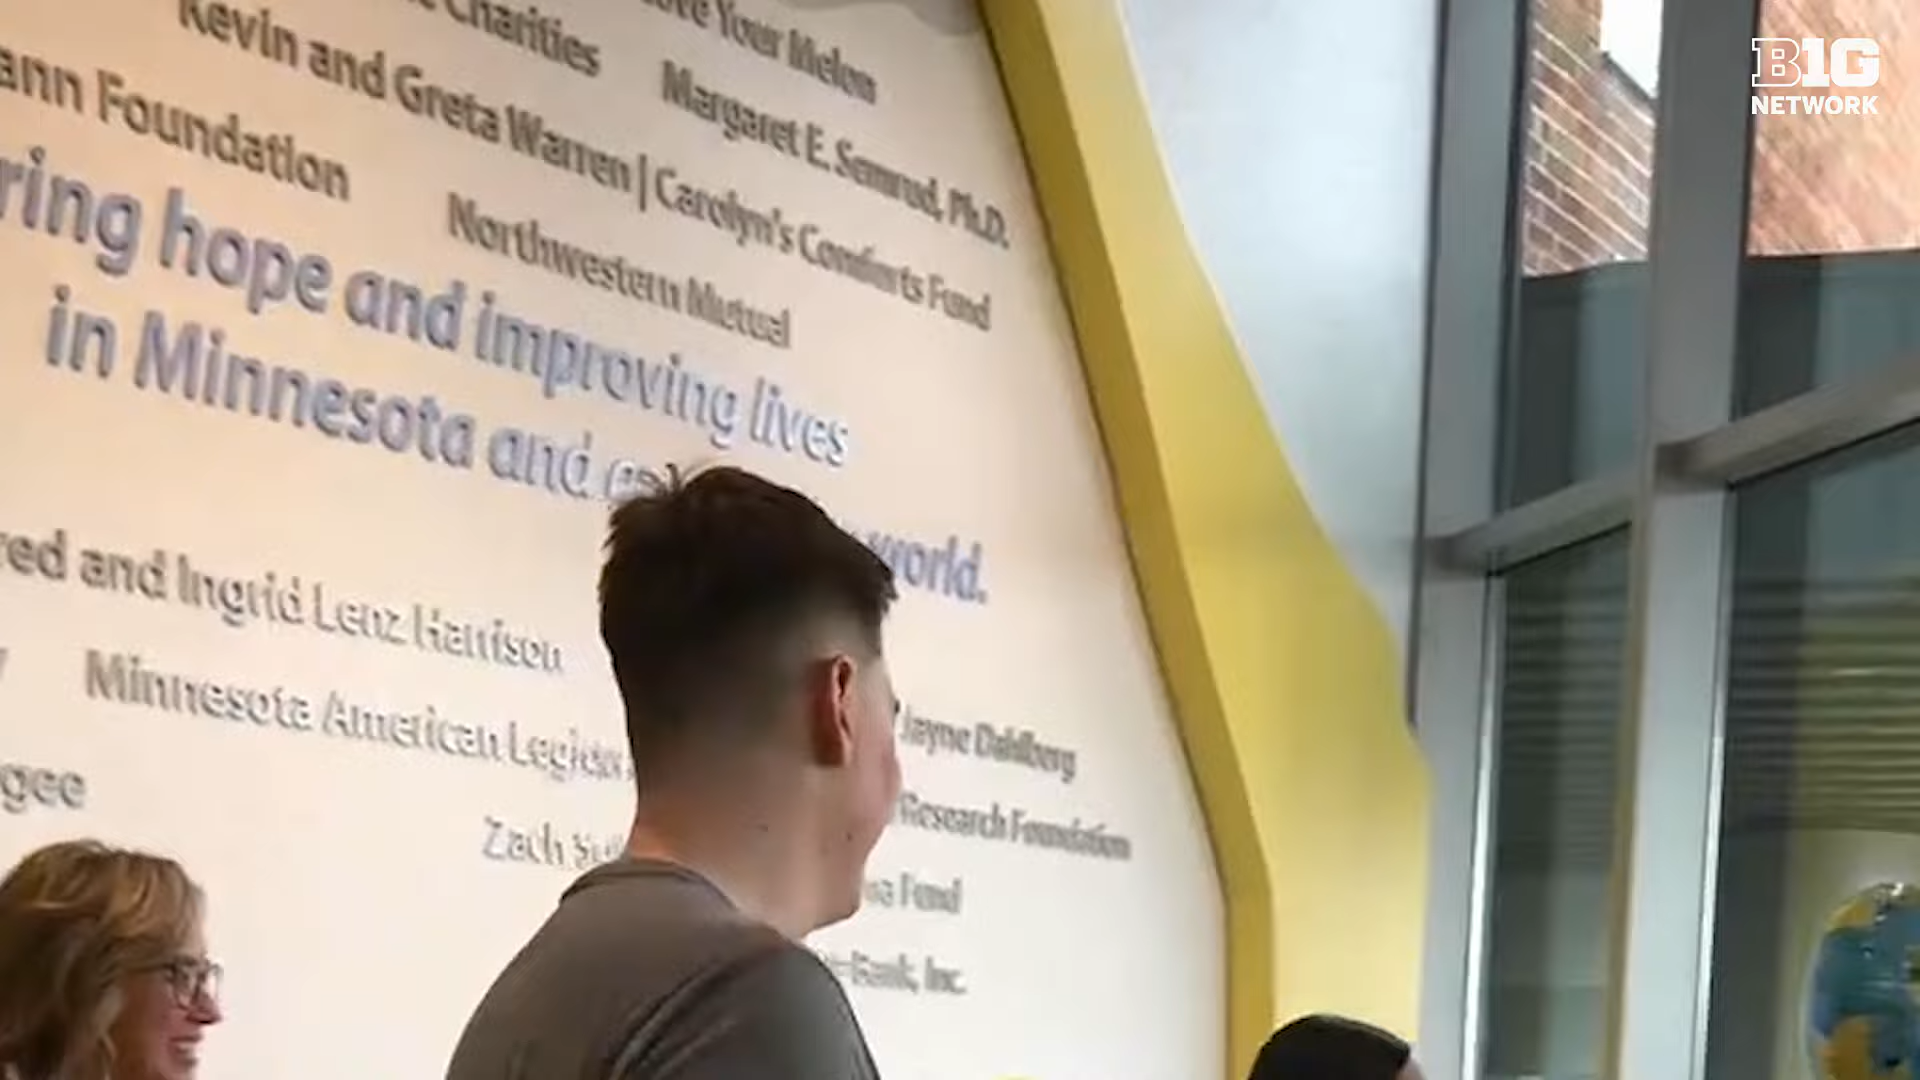 Charities
Your Melon
Kevin and Greta Warren | Carolyn's Comforts Fund
Margaret E. Semrud, Ph.D.
ann Foundation
Northwestern Mutual
ring hope and improving lives
in Minnesota and
world.
red and Ingrid Lenz Harrison
Minnesota American Legion
Jayne Dahlberg
gee
Zach
Research Foundation
Fund
Bank, Inc.
B1G
NETWORK